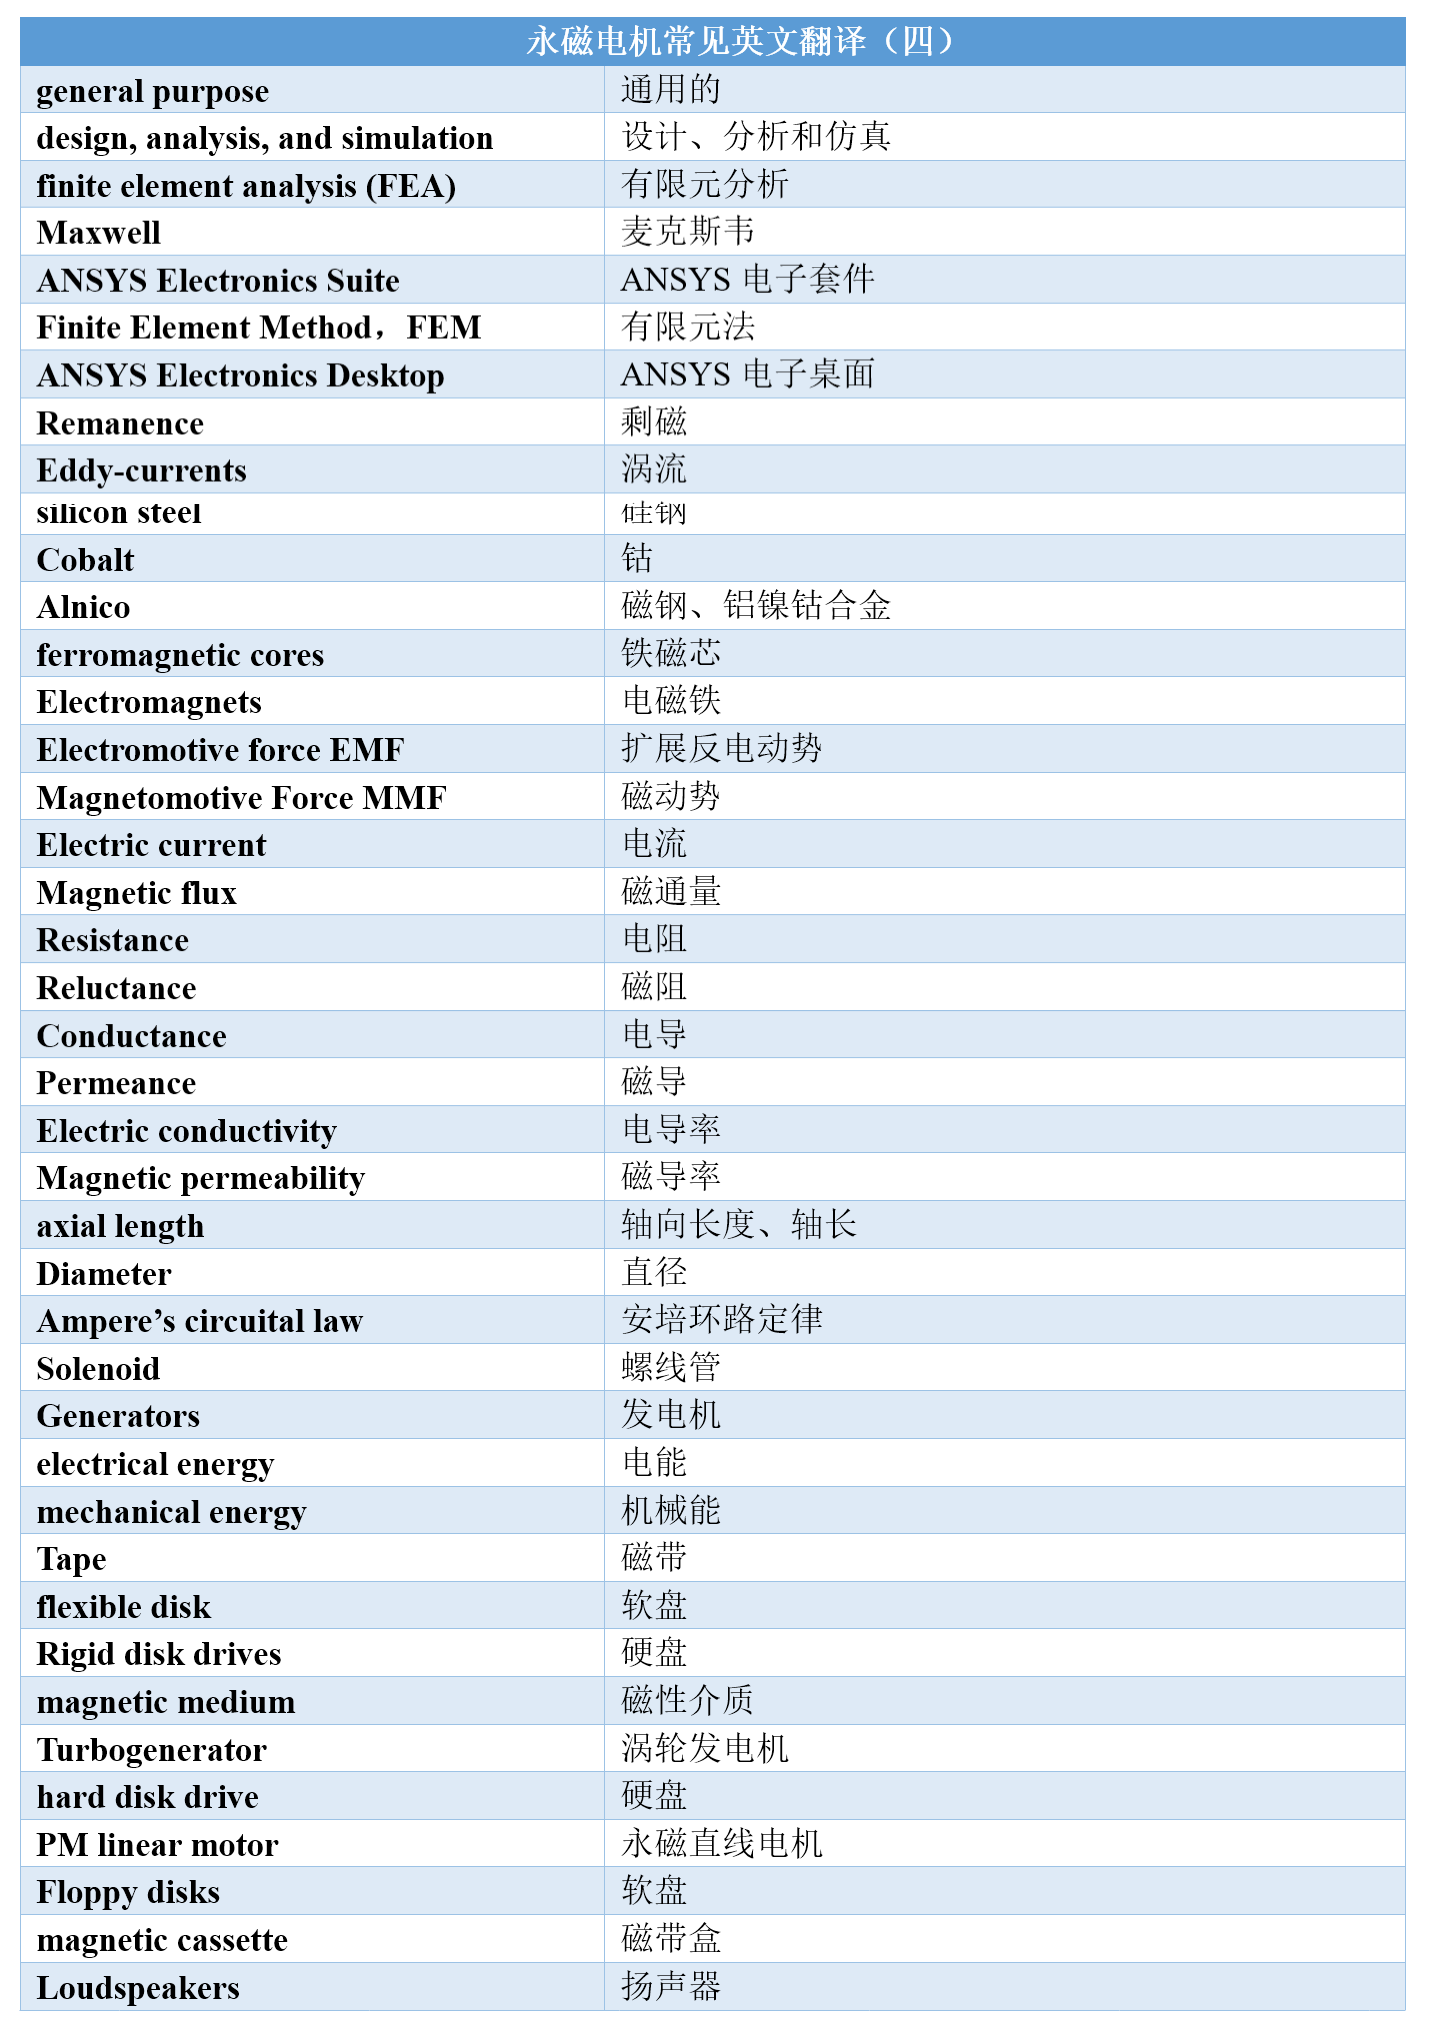 永磁电机常见英文翻译（四）
general purpose 通用的
design, analysis, and simulation 设计、分析和仿真
finite element analysis (FEA) 有限元分析
Maxwell 麦克斯韦
ANSYS Electronics Suite ANSYS 电子套件
Finite Element Method，FEM 有限元法
ANSYS Electronics Desktop ANSYS 电子桌面
Remanence 剩磁
Eddy-currents 涡流
silicon steel 硅钢
Cobalt 钴
Alnico 磁钢、铝镍钴合金
ferromagnetic cores 铁磁芯
Electromagnets 电磁铁
Electromotive force EMF 扩展反电动势
Magnetomotive Force MMF 磁动势
Electric current 电流
Magnetic flux 磁通量
Resistance 电阻
Reluctance 磁阻
Conductance 电导
Permeance 磁导
Electric conductivity 电导率
Magnetic permeability 磁导率
axial length 轴向长度、轴长
Diameter 直径
Ampere’s circuital law 安培环路定律
Solenoid 螺线管
Generators 发电机
electrical energy 电能
mechanical energy 机械能
Tape 磁带
flexible disk 软盘
Rigid disk drives 硬盘
magnetic medium 磁性介质
Turbogenerator 涡轮发电机
hard disk drive 硬盘
PM linear motor 永磁直线电机
Floppy disks 软盘
magnetic cassette 磁带盒
Loudspeakers 扬声器